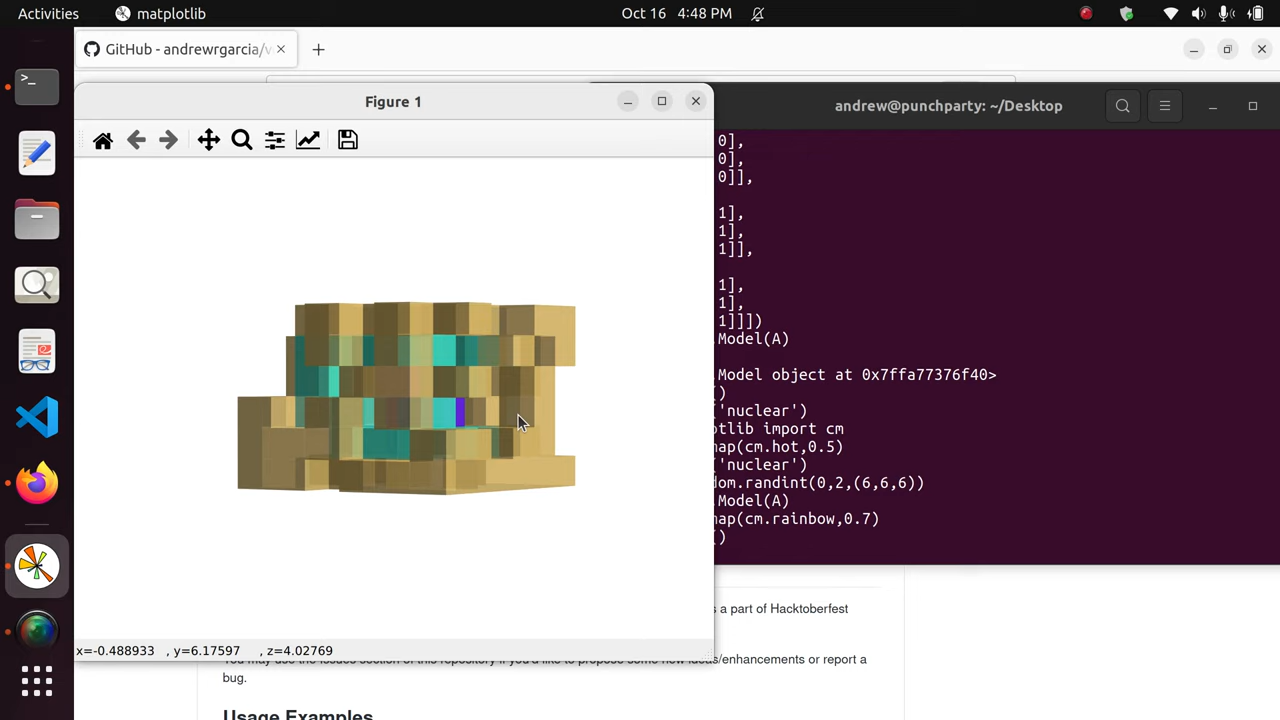 Activities
matplotlib
Oct 16 4:48 PM
GitHub - andrewrgarcia/v
Figure 1
andrew@punchparty: ~/Desktop
0],
0],
0]],
1],
1],
1]],
1],
1],
1]]])
.Model(A)
.Model object at 0x7ffa77376f40>
()
('nuclear')
otlib import cm
map(cm.hot,0.5)
('nuclear')
dom.randint(0,2,(6,6,6))
.Model(A)
map(cm.rainbow,0.7)
()
x=-0.488933 , y=6.17597 , z=4.02769
s a part of Hacktoberfest
You may use the issues section of this repository if you'd like to propose some new ideas/enhancements or report a
bug.
Usage Examples